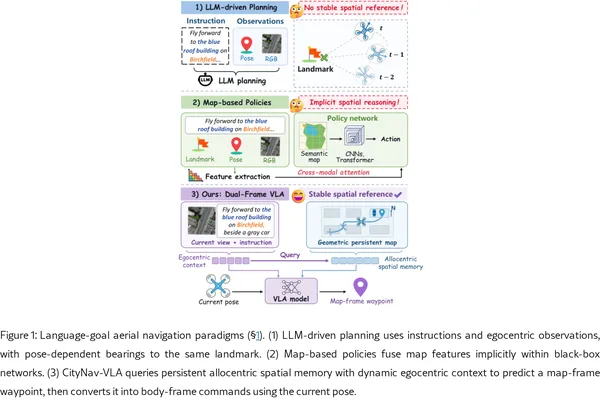 1) LLM-driven Planning
No stable spatial reference!
Instruction
Observations
Fly forward
to the blue
roof building
on
Birchfield...
Pose
RGB
LLM planning
Landmark
t
t − 1
t − 2
2) Map-based Policies
Implicit spatial reasoning!
Fly forward to the blue
roof building on Birchfield...
Landmark
Pose
RGB
Feature extraction
Policy network
Semantic
map
CNNs,
Transformer
Action
Cross-modal attention
3) Ours: Dual-Frame VLA
Stable spatial reference
Fly forward to the
blue roof building
on Birchfield,
beside a gray car
Current view + instruction
N
Geometric persistent map
Egocentric
context
Query
Allocentric
spatial memory
Current pose
VLA model
Map-frame waypoint
Figure 1: Language-goal aerial navigation paradigms (§1). (1) LLM-driven planning uses instructions and egocentric observations,
with pose-dependent bearings to the same landmark. (2) Map-based policies fuse map features implicitly within black-box
networks. (3) CityNav-VLA queries persistent allocentric spatial memory with dynamic egocentric context to predict a map-frame
waypoint, then converts it into body-frame commands using the current pose.